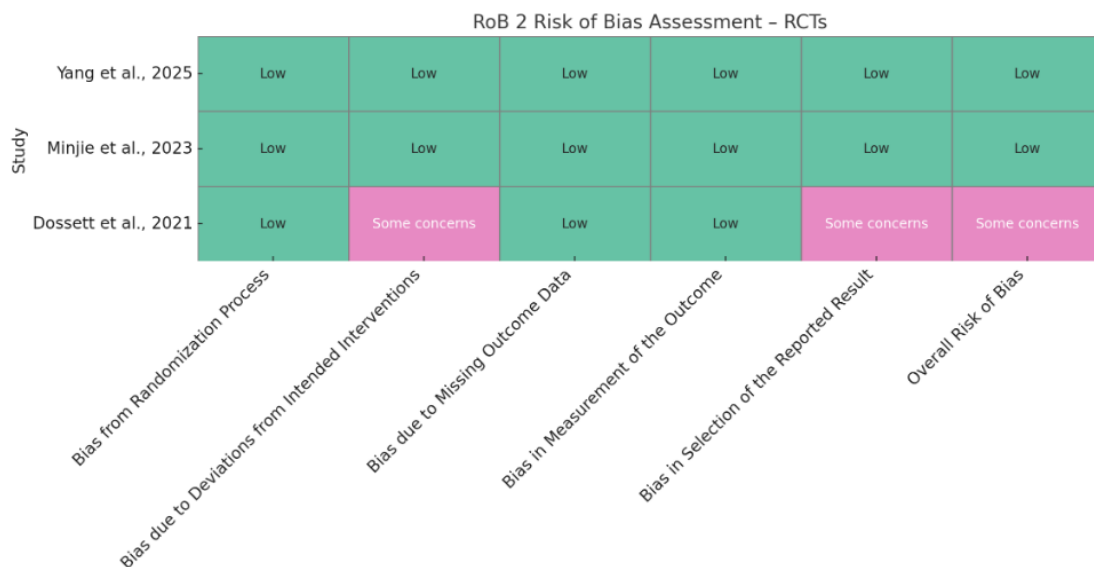 RoB 2 Risk of Bias Assessment – RCTs
Study
Yang et al., 2025 Low Low Low Low Low Low
Minjie et al., 2023 Low Low Low Low Low Low
Dossett et al., 2021 Low Some concerns Low Low Some concerns Some concerns
Bias from Randomization Process
Bias due to Deviations from Intended Interventions
Bias due to Missing Outcome Data
Bias in Measurement of the Outcome
Bias in Selection of the Reported Result
Overall Risk of Bias